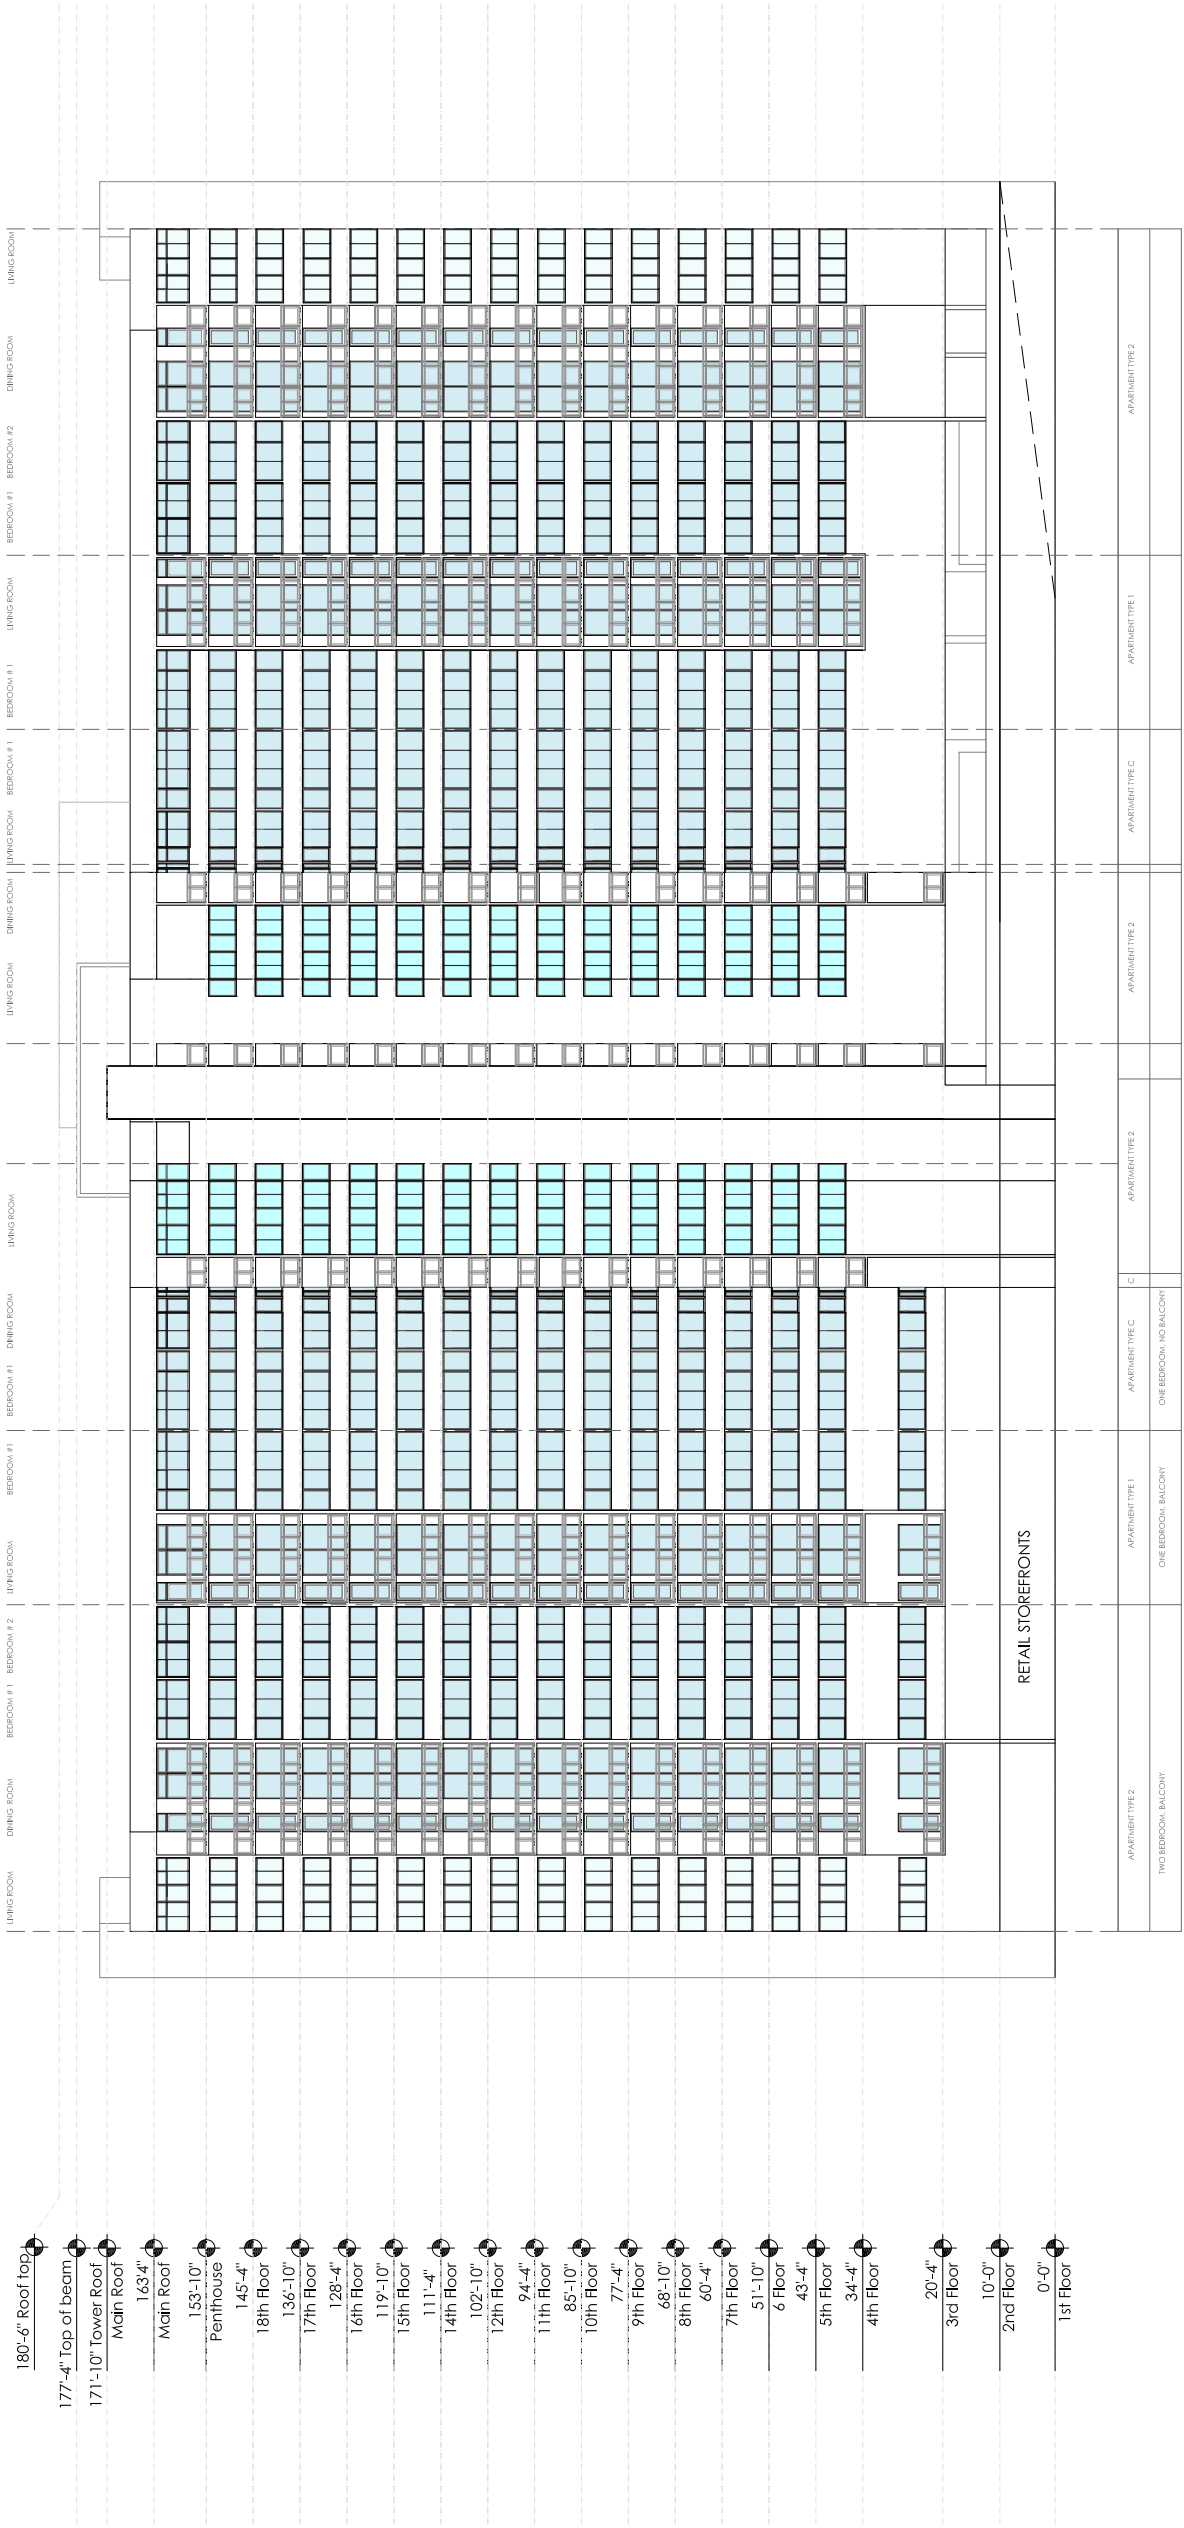 LIVING ROOM
DINING ROOM
BEDROOM # 1
BEDROOM # 2
LIVING ROOM
BEDROOM #1
BEDROOM #1
DINING ROOM
LIVING ROOM
LIVING ROOM
DINING ROOM
LIVING ROOM
BEDROOM # 1
BEDROOM # 1
LIVING ROOM
BEDROOM #1
BEDROOM #2
DINING ROOM
LIVING ROOM
180'-6" Roof top
177'-4" Top of beam
171'-10" Tower Roof
Main Roof
163'4"
Main Roof
153'-10"
Penthouse
145'-4"
18th Floor
136'-10"
17th Floor
128'-4"
16th Floor
119'-10"
15th Floor
111'-4"
14th Floor
102'-10"
12th Floor
94'-4"
11th Floor
85'-10"
10th Floor
77'-4"
9th Floor
68'-10"
8th Floor
60'-4"
7th Floor
51'-10"
6 Floor
43'-4"
5th Floor
34'-4"
4th Floor
20'-4"
3rd Floor
10'-0"
2nd Floor
0'-0"
1st Floor
RETAIL STOREFRONTS
APARTMENT TYPE 2
APARTMENT TYPE 1
APARTMENT TYPE C
C
APARTMENT TYPE 2
APARTMENT TYPE 2
APARTMENT TYPE C
APARTMENT TYPE 1
APARTMENT TYPE 2
TWO BEDROOM, BALCONY
ONE BEDROOM, BALCONY
ONE BEDROOM, NO BALCONY